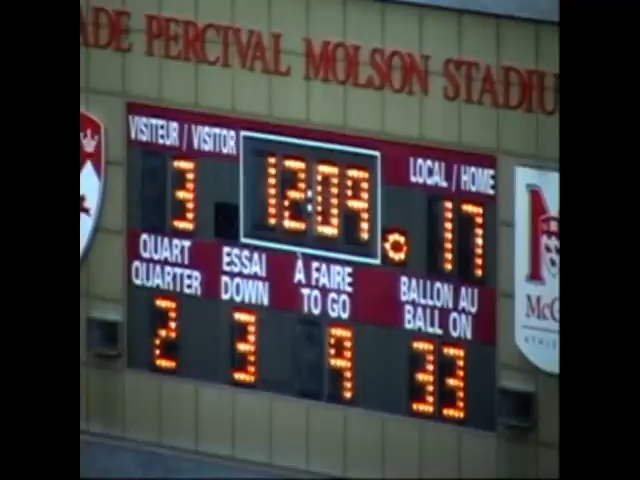 ADE PERCIVAL MOLSON STADIU
VISITEUR / VISITOR
LOCAL / HOME
3 12:09 17
QUART ESSAI À FAIRE BALLON AU
QUARTER DOWN TO GO BALL ON
2 3 9 33
M
McG